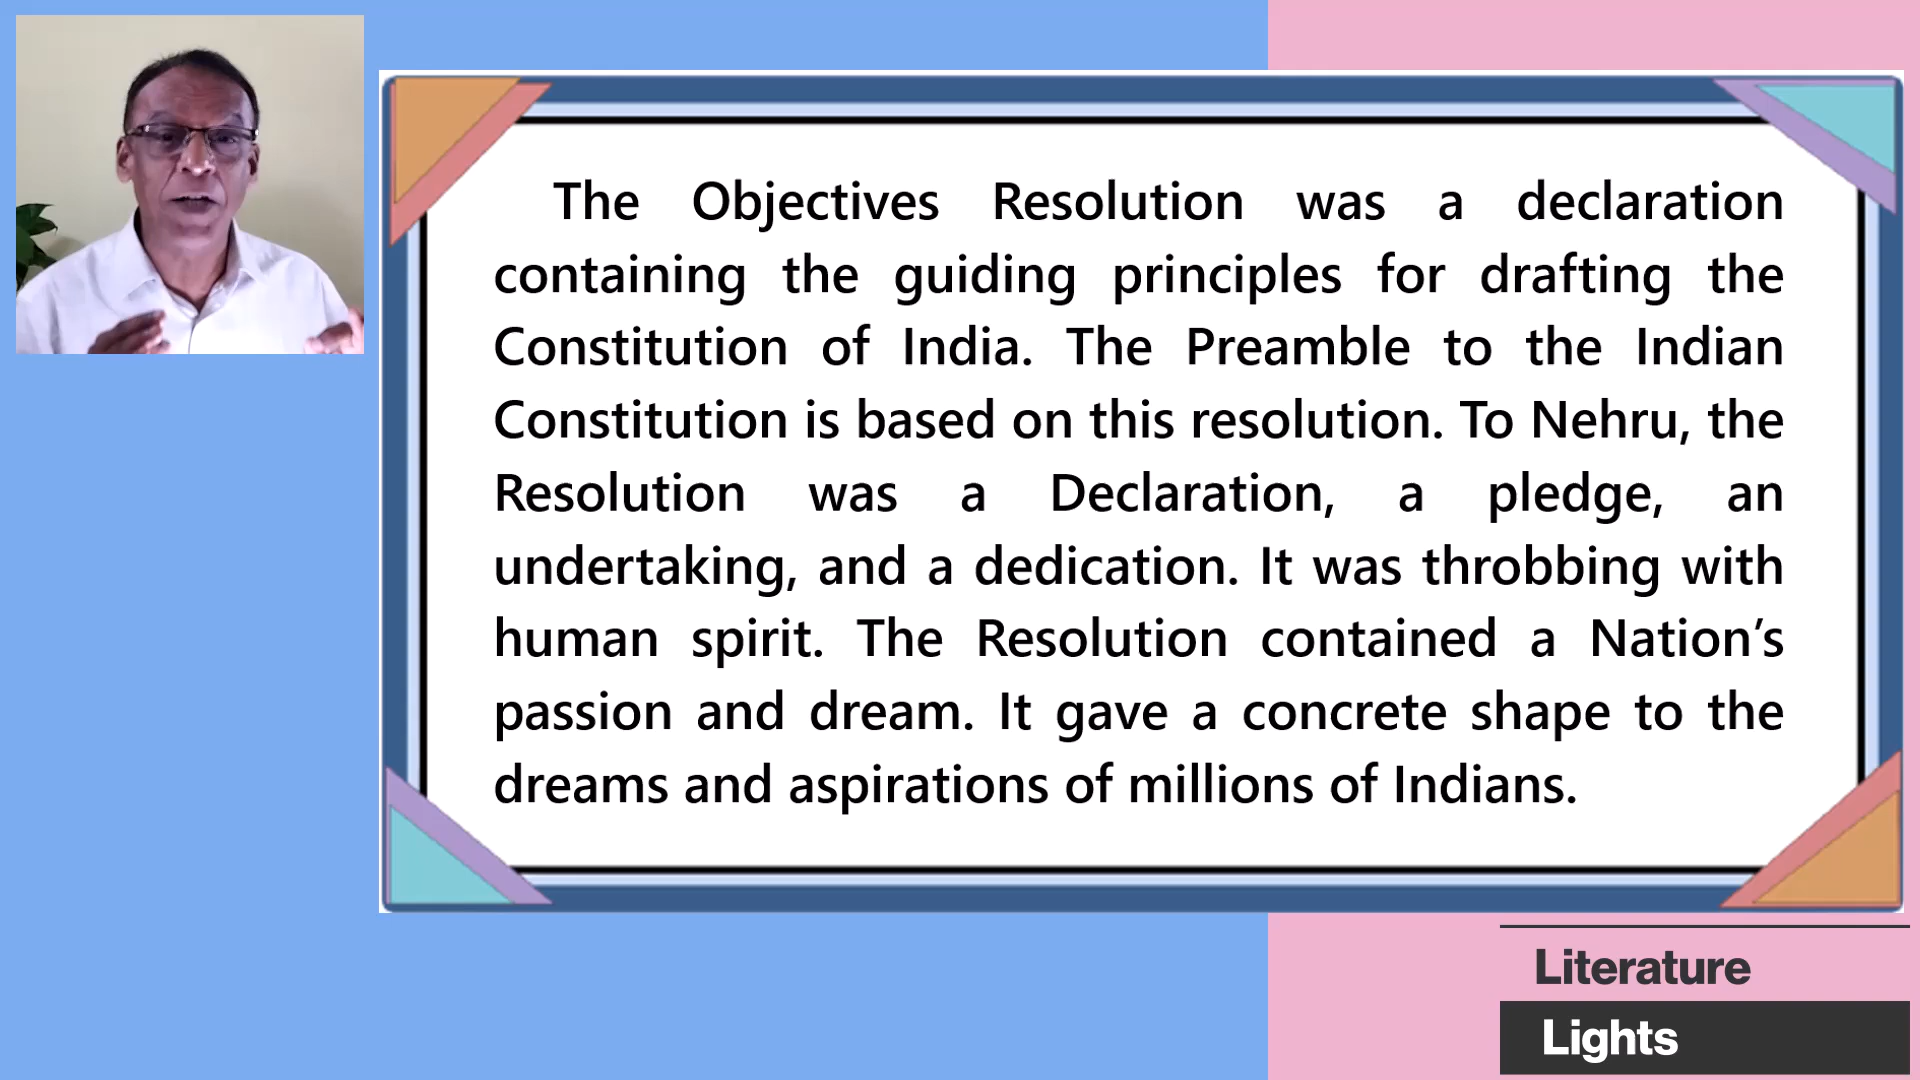 The Objectives Resolution was a declaration
containing the guiding principles for drafting the
Constitution of India. The Preamble to the Indian
Constitution is based on this resolution. To Nehru, the
Resolution was a Declaration, a pledge, an
undertaking, and a dedication. It was throbbing with
human spirit. The Resolution contained a Nation’s
passion and dream. It gave a concrete shape to the
dreams and aspirations of millions of Indians.
Literature
Lights